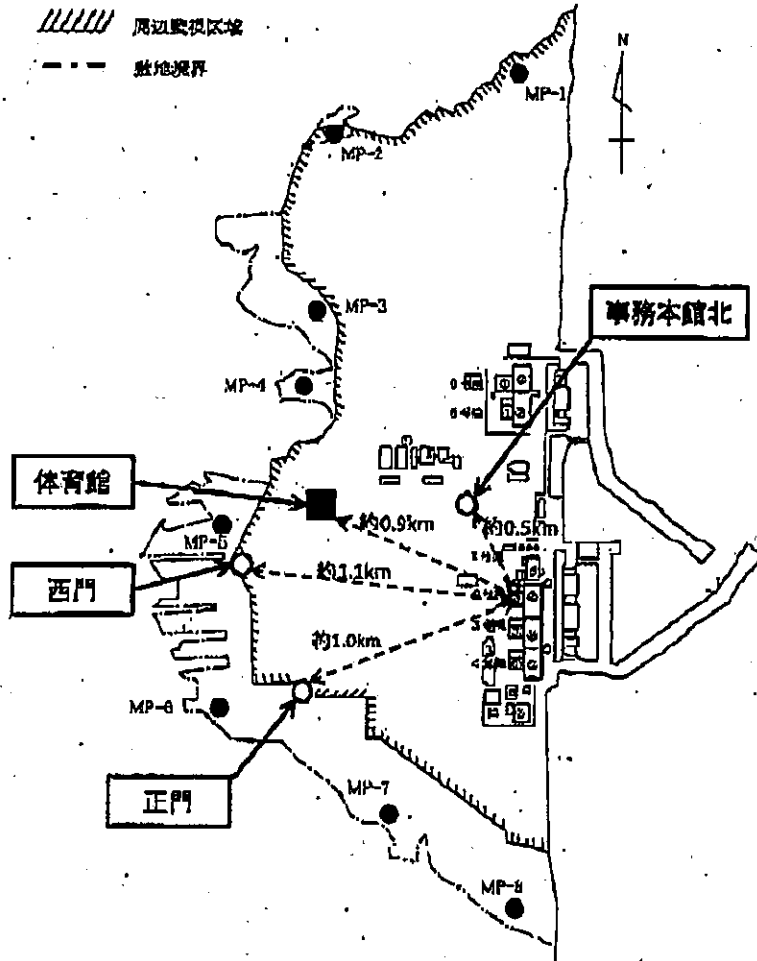 周辺監視区域
敷地境界
N
MP-1
MP-2
MP-3
事務本館北
MP-4
体育館
約0.9km
約0.5km
MP-5
西門
約1.1km
約1.0km
MP-6
正門
MP-7
MP-8